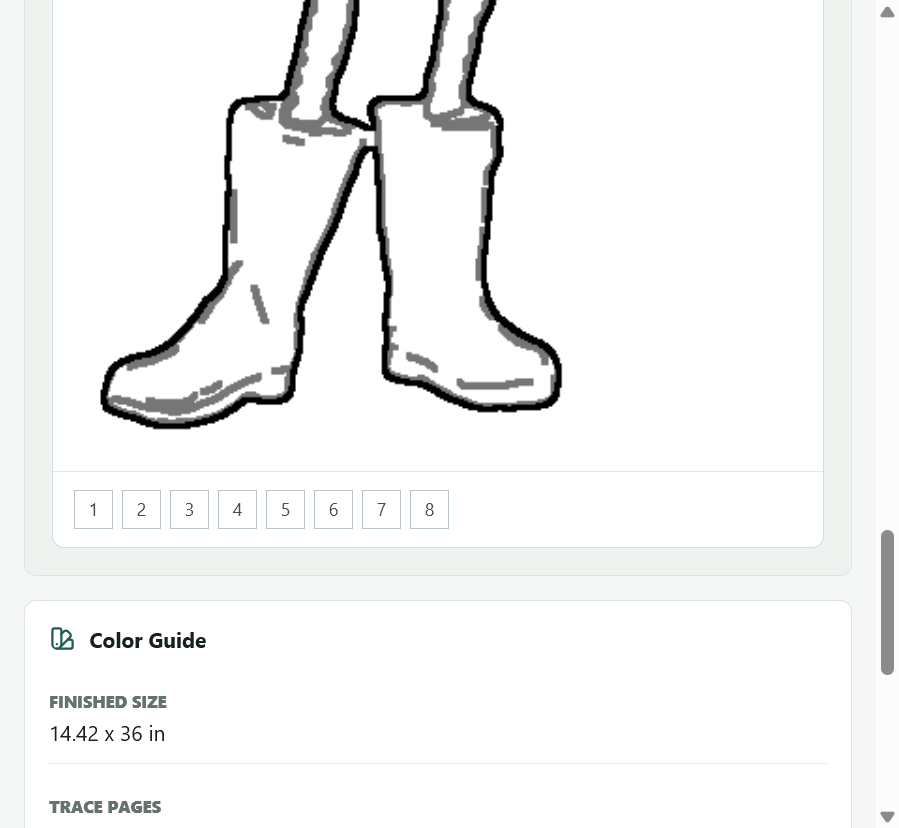 1 2 3 4 5 6 7 8
Color Guide
FINISHED SIZE
14.42 x 36 in
TRACE PAGES